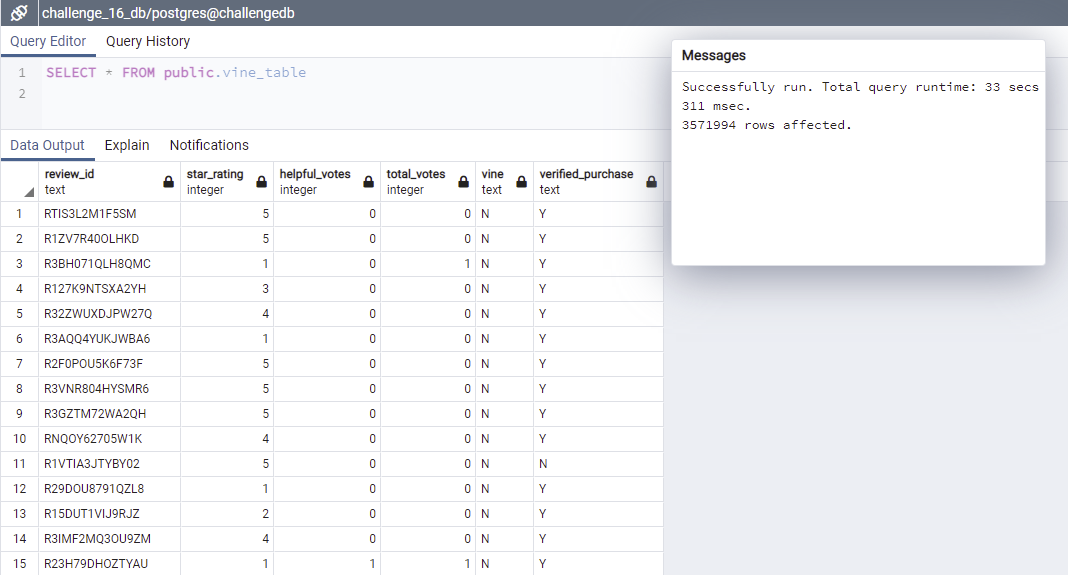 challenge_16_db/postgres@challengedb
Query Editor Query History
1 SELECT * FROM public.vine_table
2
Messages
Successfully run. Total query runtime: 33 secs
311 msec.
3571994 rows affected.
Data Output Explain Notifications
review_id star_rating helpful_votes total_votes vine verified_purchase
text integer integer integer text text
1 RTIS3L2M1F5SM 5 0 0 N Y
2 R1ZV7R40OLHKD 5 0 0 N Y
3 R3BH071QLH8QMC 1 0 1 N Y
4 R127K9NTSXA2YH 3 0 0 N Y
5 R32ZWUXDJPW27Q 4 0 0 N Y
6 R3AQQ4YUKJWBA6 1 0 0 N Y
7 R2F0POU5K6F73F 5 0 0 N Y
8 R3VNR804HYSMR6 5 0 0 N Y
9 R3GZTM72WA2QH 5 0 0 N Y
10 RNQOY62705W1K 4 0 0 N Y
11 R1VTIA3JTYBY02 5 0 0 N N
12 R29DOU8791QZL8 1 0 0 N Y
13 R15DUT1VIJ9RJZ 2 0 0 N Y
14 R3IMF2MQ3OU9ZM 4 0 0 N Y
15 R23H79DHOZTYAU 1 1 1 N Y